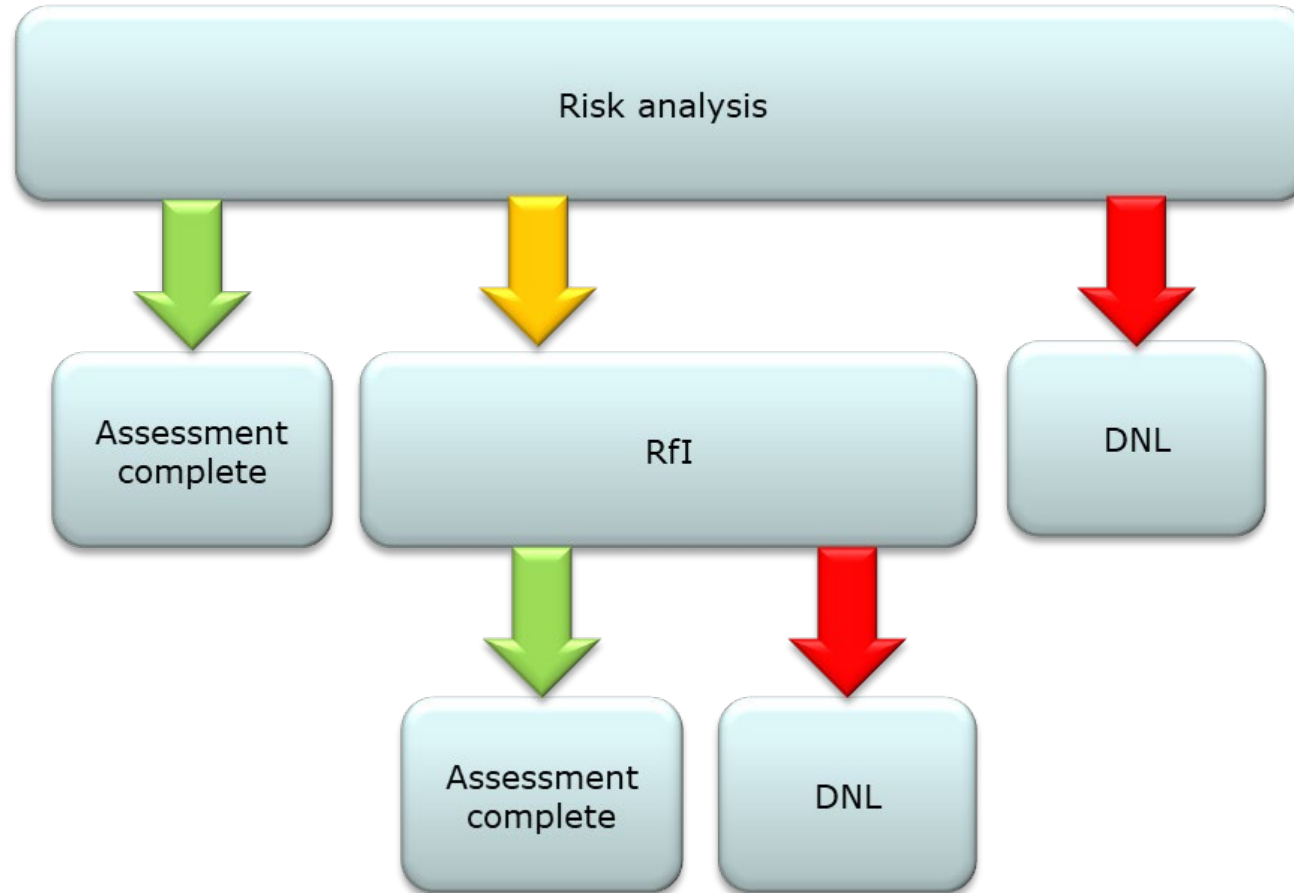 Risk analysis
Assessment
complete
RfI
DNL
Assessment
complete
DNL